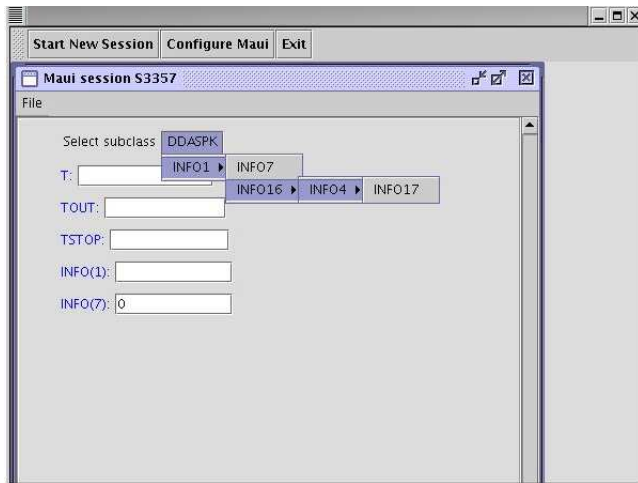 Start New Session Configure Maui Exit
Maui session S3357
File
Select subclass DDASPK
INFO1 INFO7
T:
INFO16 INFO4 INFO17
TOUT:
TSTOP:
INFO(1):
INFO(7): 0